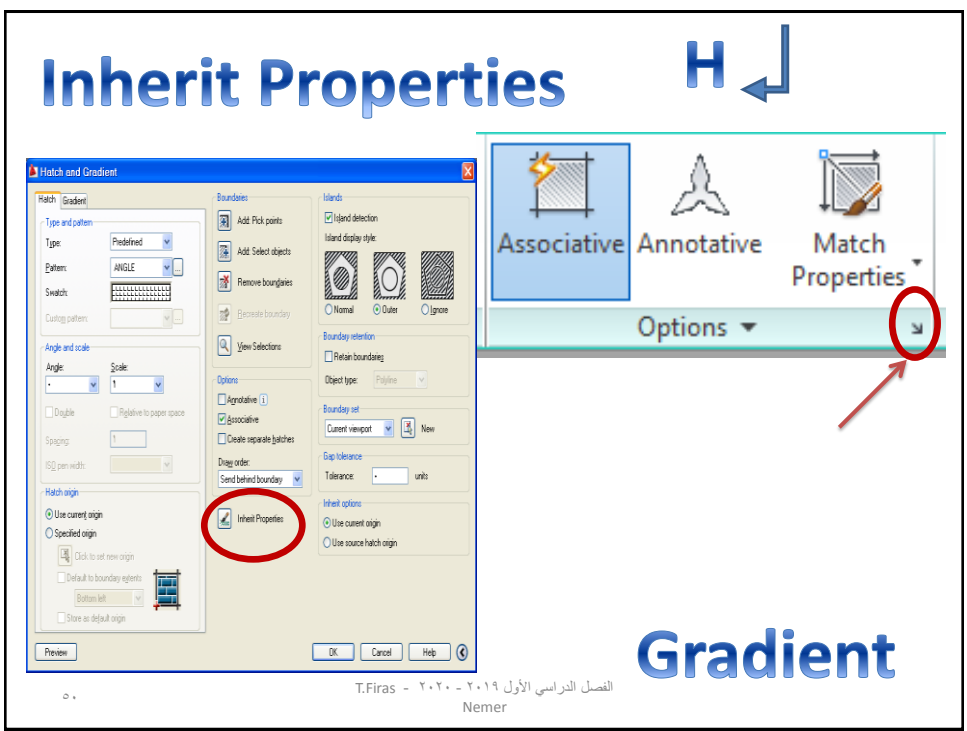 Inherit Properties
H
Hatch and Gradient
Hatch
Gradient
Type and pattern
Type:
Predefined
Pattern:
ANGLE
...
Swatch:
Custom pattern:
...
Angle and scale
Angle:
Scale:
٠
1
Double
Relative to paper space
Spacing:
1
ISO pen width:
Hatch origin
Use current origin
Specified origin
Click to set new origin
Default to boundary extents
Bottom left
Store as default origin
Preview
Boundaries
Add: Pick points
Add: Select objects
Remove boundaries
Recreate boundary
View Selections
Options
Annotative
Associative
Create separate hatches
Draw order:
Send behind boundary
Inherit Properties
Islands
Island detection
Island display style:
Normal
Outer
Ignore
Boundary retention
Retain boundaries
Object type:
Polyline
Boundary set
Current viewport
New
Gap tolerance
Tolerance:
٠
units
Inherit options
Use current origin
Use source hatch origin
OK
Cancel
Help
Associative
Annotative
Match
Properties
Options
Gradient
٥٠
الفصل الدراسي الأول ٢٠١٩ - ٢٠٢٠ - T.Firas
Nemer